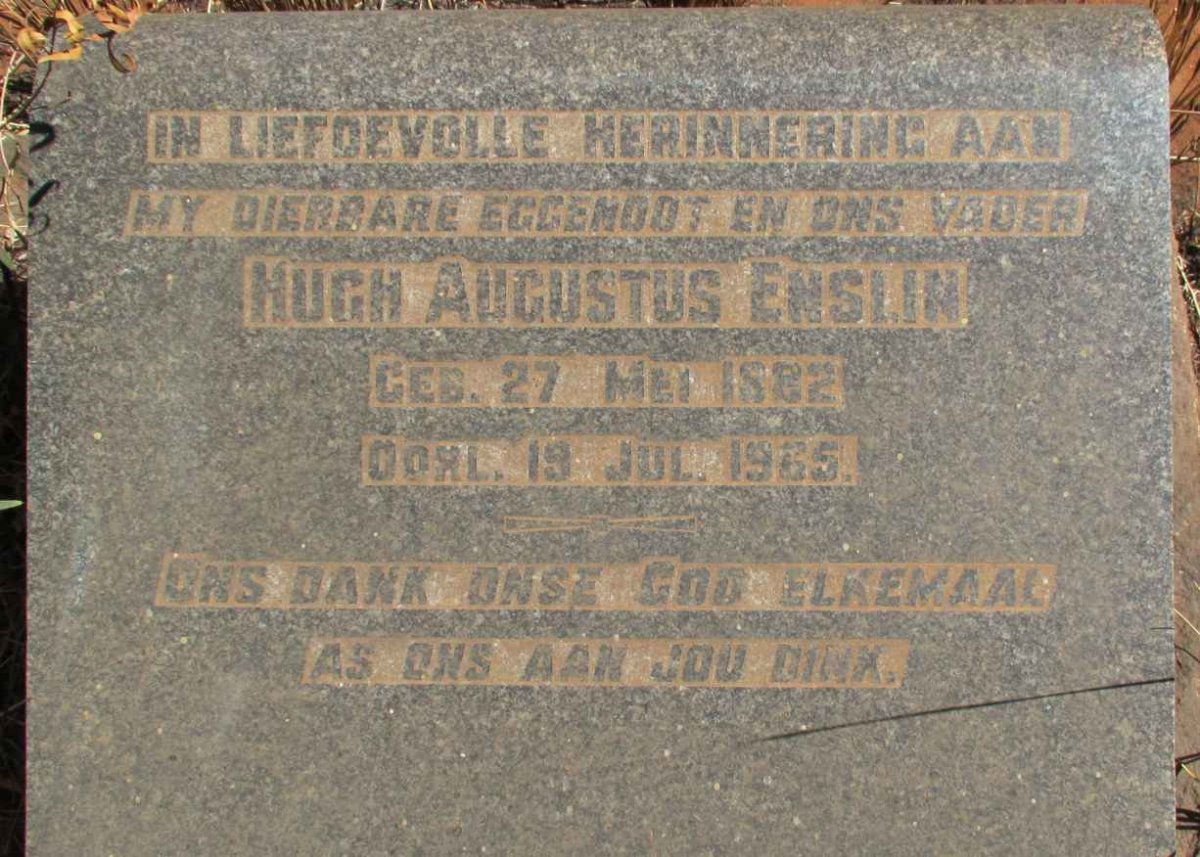 IN LIEFDEVOLLE HERINNERING AAN
MY DIERBARE EGGENOOT EN ONS VADER
HUGH AUGUSTUS ENSLIN
GEB. 27 MEI 1882
OORL. 19 JUL. 1965.
ONS DANK ONSE GOD ELKEMAAL
AS ONS AAN JOU DINK.